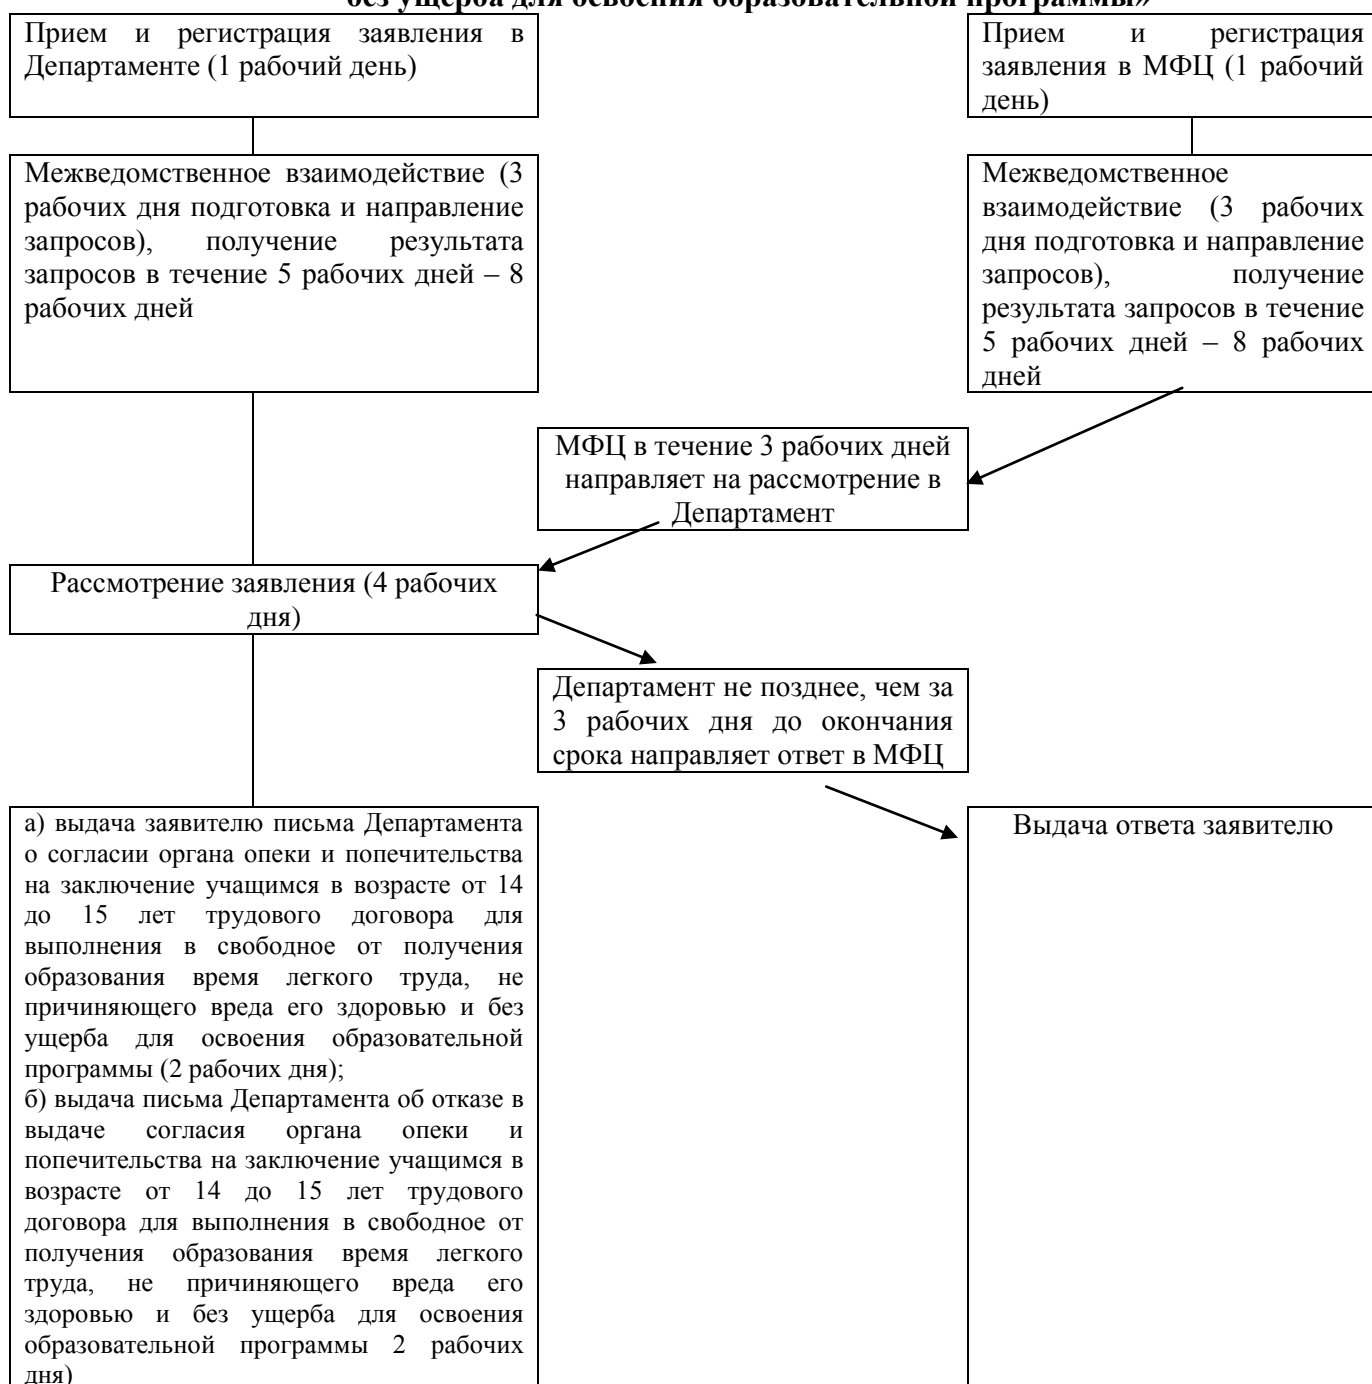 без ущерба для освоения образовательной программы»
Прием и регистрация заявления в
Департаменте (1 рабочий день)
Прием и регистрация
заявления в МФЦ (1 рабочий
день)
Межведомственное взаимодействие (3
рабочих дня подготовка и направление
запросов), получение результата
запросов в течение 5 рабочих дней – 8
рабочих дней
Межведомственное
взаимодействие (3 рабочих
дня подготовка и направление
запросов), получение
результата запросов в течение
5 рабочих дней – 8 рабочих
дней
МФЦ в течение 3 рабочих дней
направляет на рассмотрение в
Департамент
Рассмотрение заявления (4 рабочих
дня)
Департамент не позднее, чем за
3 рабочих дня до окончания
срока направляет ответ в МФЦ
а) выдача заявителю письма Департамента
о согласии органа опеки и попечительства
на заключение учащимся в возрасте от 14
до 15 лет трудового договора для
выполнения в свободное от получения
образования время легкого труда, не
причиняющего вреда его здоровью и без
ущерба для освоения образовательной
программы (2 рабочих дня);
б) выдача письма Департамента об отказе в
выдаче согласия органа опеки и
попечительства на заключение учащимся в
возрасте от 14 до 15 лет трудового
договора для выполнения в свободное от
получения образования время легкого
труда, не причиняющего вреда его
здоровью и без ущерба для освоения
образовательной программы 2 рабочих
дня)
Выдача ответа заявителю